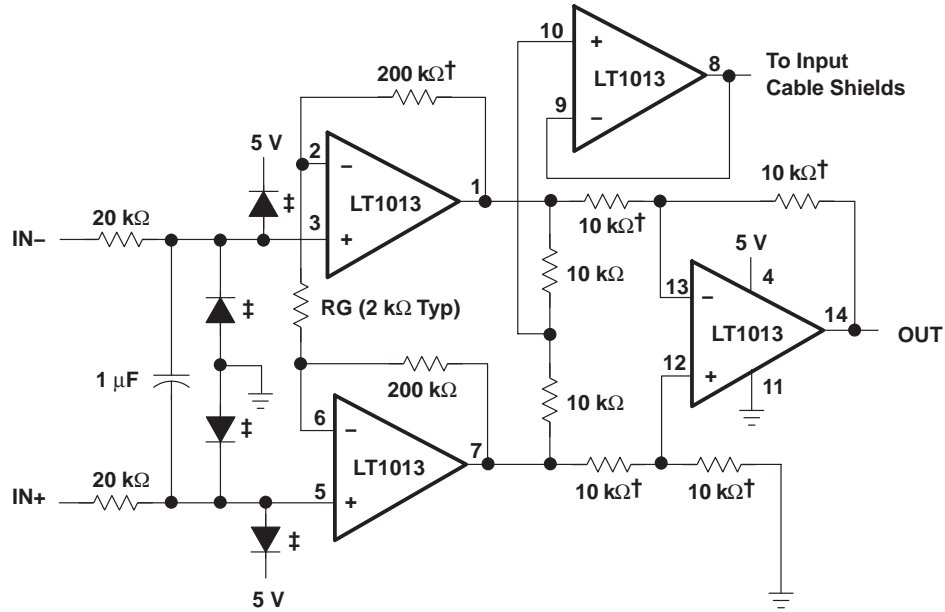 10
+
LT1013
8
9
−
To Input
Cable Shields
200 kΩ†
5 V
2
−
1
10 kΩ†
‡
LT1013
20 kΩ
3
+
IN−
10 kΩ†
10 kΩ
5 V
4
13
−
RG (2 kΩ Typ)
‡
14
LT1013
OUT
12
+
11
1 µF
200 kΩ
10 kΩ
‡
6
−
7
LT1013
20 kΩ
IN+
5
+
10 kΩ†
10 kΩ†
‡
5 V